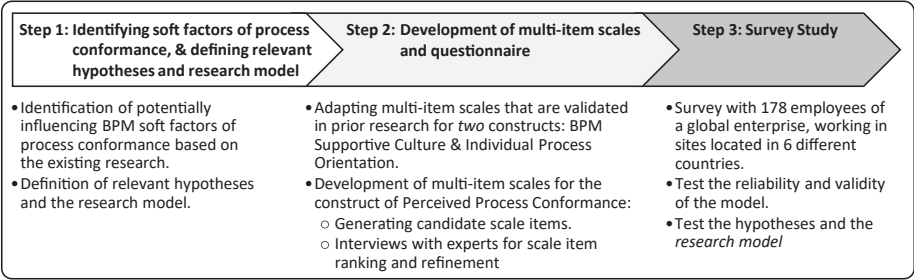 Step 1: Identifying soft factors of process
conformance, & defining relevant
hypotheses and research model
Step 2: Development of multi-item scales
and questionnaire
Step 3: Survey Study
•Identification of potentially
influencing BPM soft factors of
process conformance based on
the existing research.
•Definition of relevant hypotheses
and the research model.
•Adapting multi-item scales that are validated
in prior research for two constructs: BPM
Supportive Culture & Individual Process
Orientation.
•Development of multi-item scales for the
construct of Perceived Process Conformance:
○ Generating candidate scale items.
○ Interviews with experts for scale item
ranking and refinement
•Survey with 178 employees of
a global enterprise, working in
sites located in 6 different
countries.
•Test the reliability and validity
of the model.
•Test the hypotheses and the
research model